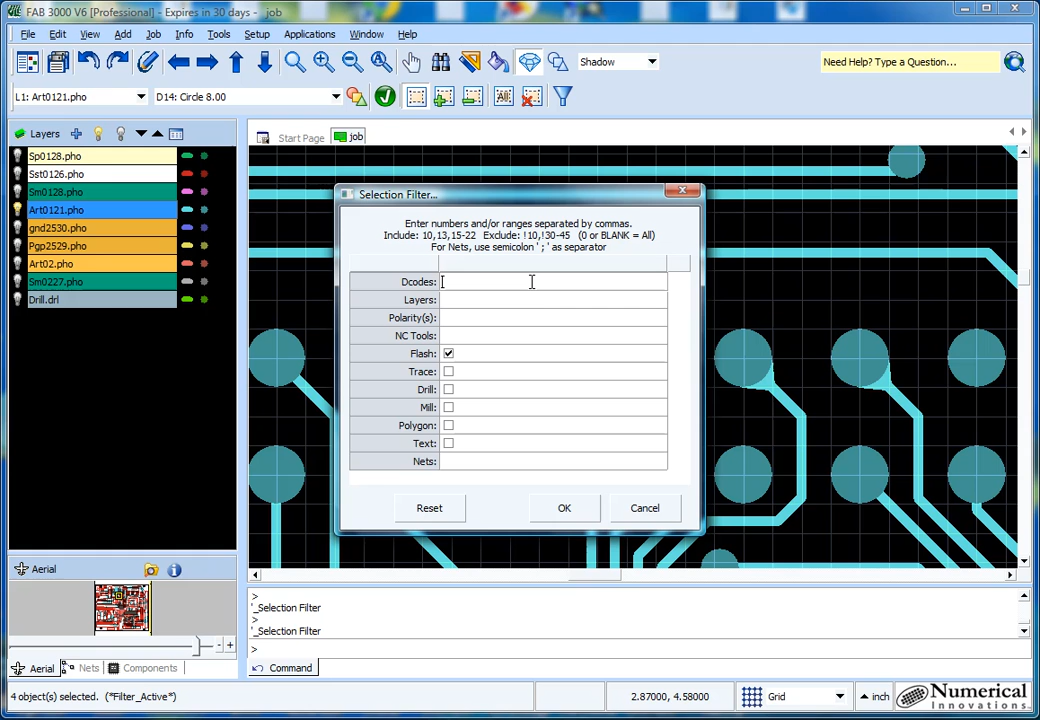 FAB 3000 V6 [Professional] - Expires in 30 days - job
File Edit View Add Job Info Tools Setup Applications Window Help
Shadow
Need Help? Type a Question...
L1: Art0121.pho
D14: Circle 8.00
All
Layers
Start Page
job
Sp0128.pho
Sst0126.pho
Sm0128.pho
Art0121.pho
gnd2530.pho
Pgp2529.pho
Art02.pho
Sm0227.pho
Drill.drl
Selection Filter...
Enter numbers and/or ranges separated by commas.
Include: 10,13,15-22 Exclude: !10,!30-45 (0 or BLANK = All)
For Nets, use semicolon ' ; ' as separator
Dcodes:
Layers:
Polarity(s):
NC Tools:
Flash:
Trace:
Drill:
Mill:
Polygon:
Text:
Nets:
Reset
OK
Cancel
Aerial
- +
Aerial
Nets
Components
>
'_Selection Filter
>
'_Selection Filter
>
Command
4 object(s) selected. (*Filter_Active*)
2.87000, 4.58000
Grid
inch
Numerical
Innovations